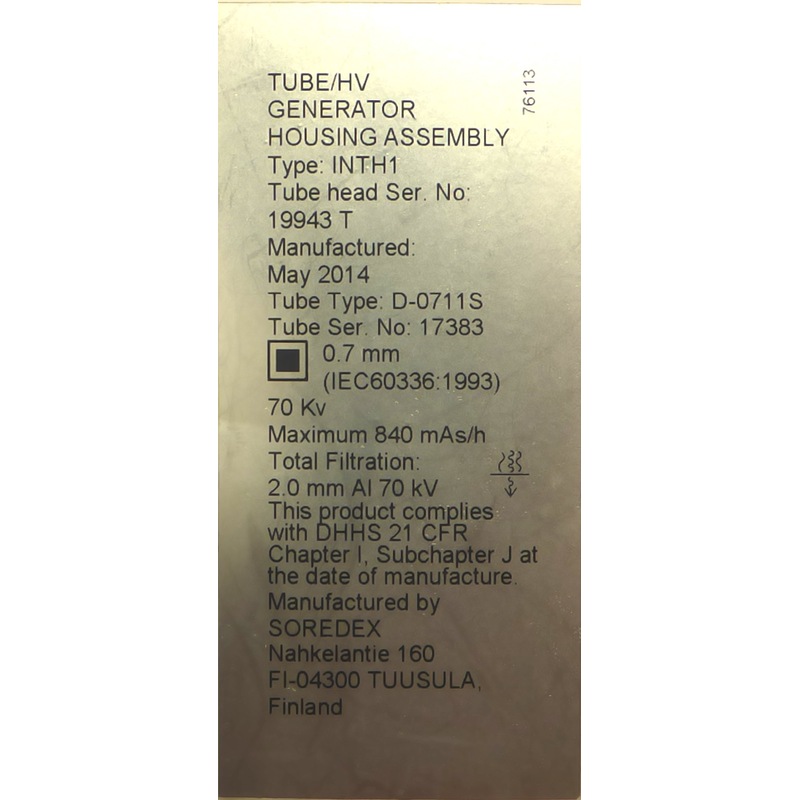 TUBE/HV
GENERATOR
HOUSING ASSEMBLY
Type: INTH1
Tube head Ser. No:
19943 T
Manufactured:
May 2014
Tube Type: D-0711S
Tube Ser. No: 17383
0.7 mm
(IEC60336:1993)
70 Kv
Maximum 840 mAs/h
Total Filtration:
2.0 mm Al 70 kV
This product complies
with DHHS 21 CFR
Chapter I, Subchapter J at
the date of manufacture.
Manufactured by
SOREDEX
Nahkelantie 160
FI-04300 TUUSULA,
Finland
76113